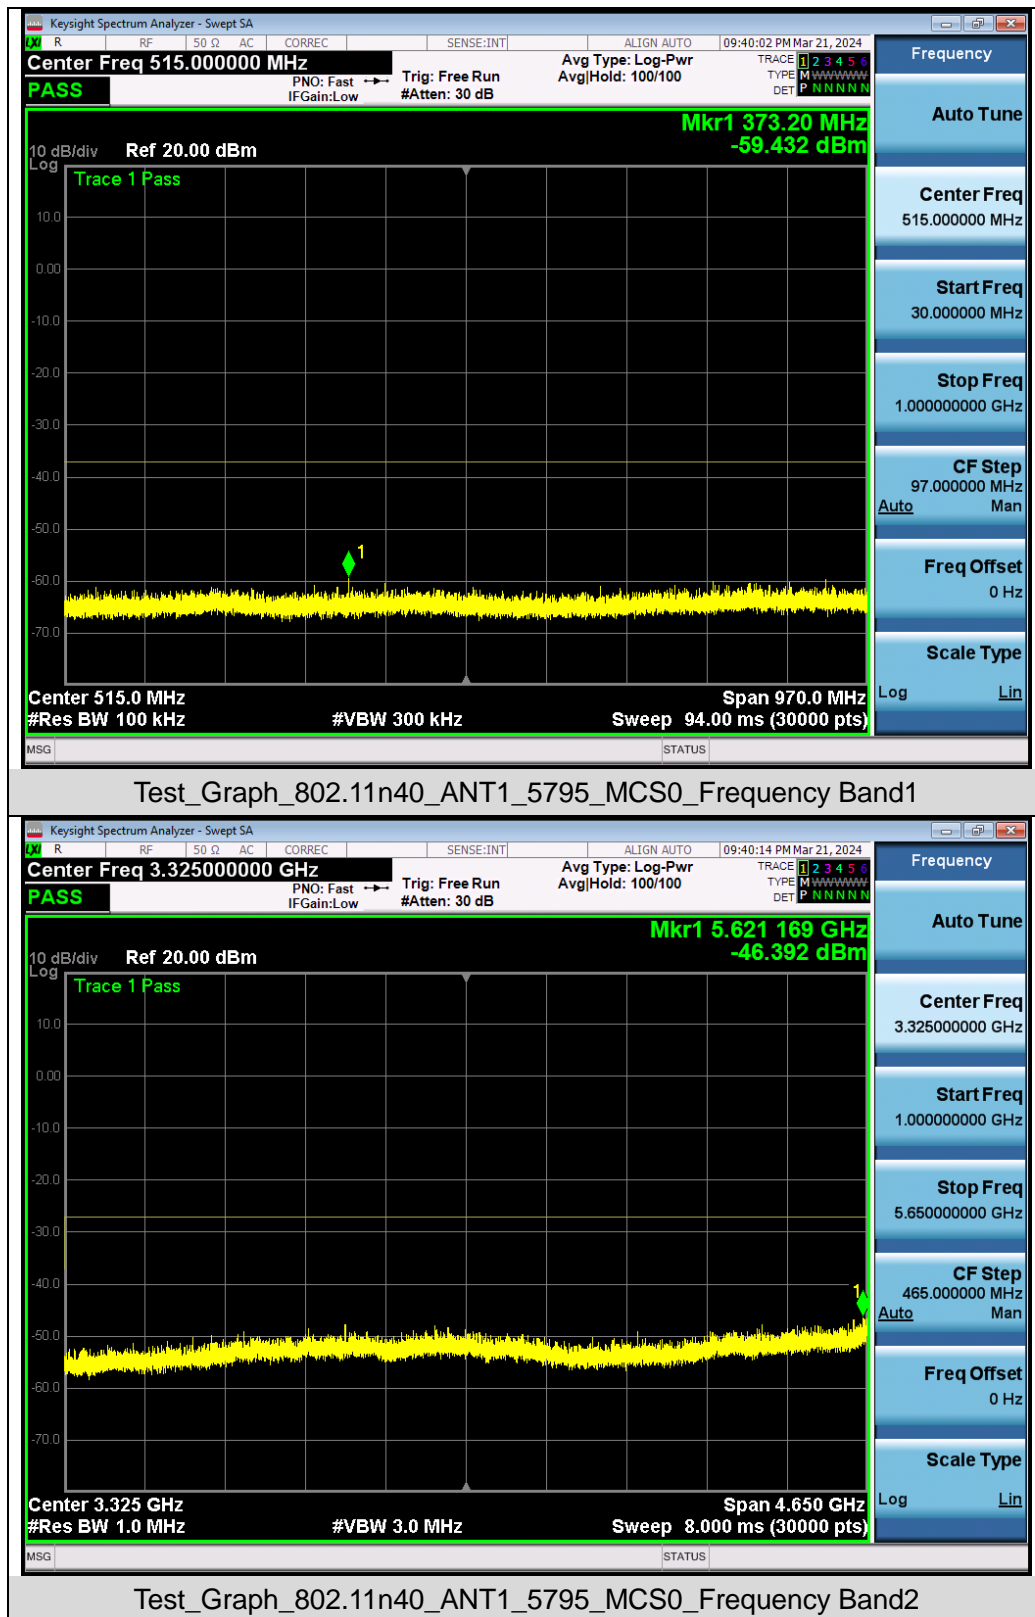 Keysight Spectrum Analyzer - Swept SA
LXI R RF 50 Ω AC CORREC SENSE:INT ALIGN AUTO 09:40:02 PM Mar 21, 2024
Center Freq 515.000000 MHz
PASS
PNO: Fast
IFGain:Low
Trig: Free Run
#Atten: 30 dB
Avg Type: Log-Pwr
Avg|Hold: 100/100
TRACE 1 2 3 4 5 6
TYPE M WWWWW
DET P N N N N N
Mkr1 373.20 MHz
-59.432 dBm
10 dB/div Ref 20.00 dBm
Log
Trace 1 Pass
10.0
0.00
-10.0
-20.0
-30.0
-40.0
-50.0
-60.0
-70.0
1
Center 515.0 MHz Span 970.0 MHz
#Res BW 100 kHz #VBW 300 kHz Sweep 94.00 ms (30000 pts)
MSG STATUS
Frequency
Auto Tune
Center Freq
515.000000 MHz
Start Freq
30.000000 MHz
Stop Freq
1.000000000 GHz
CF Step
97.000000 MHz
Auto Man
Freq Offset
0 Hz
Scale Type
Log Lin
Test_Graph_802.11n40_ANT1_5795_MCS0_Frequency Band1
Keysight Spectrum Analyzer - Swept SA
LXI R RF 50 Ω AC CORREC SENSE:INT ALIGN AUTO 09:40:14 PM Mar 21, 2024
Center Freq 3.325000000 GHz
PASS
PNO: Fast
IFGain:Low
Trig: Free Run
#Atten: 30 dB
Avg Type: Log-Pwr
Avg|Hold: 100/100
TRACE 1 2 3 4 5 6
TYPE M WWWWW
DET P N N N N N
Mkr1 5.621 169 GHz
-46.392 dBm
10 dB/div Ref 20.00 dBm
Log
Trace 1 Pass
10.0
0.00
-10.0
-20.0
-30.0
-40.0
-50.0
-60.0
-70.0
1
Center 3.325 GHz Span 4.650 GHz
#Res BW 1.0 MHz #VBW 3.0 MHz Sweep 8.000 ms (30000 pts)
MSG STATUS
Frequency
Auto Tune
Center Freq
3.325000000 GHz
Start Freq
1.000000000 GHz
Stop Freq
5.650000000 GHz
CF Step
465.000000 MHz
Auto Man
Freq Offset
0 Hz
Scale Type
Log Lin
Test_Graph_802.11n40_ANT1_5795_MCS0_Frequency Band2